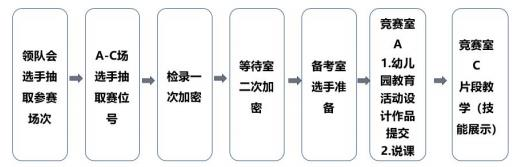 领队会
选手抽
取参赛
场次
A-C场
选手抽
取赛位
号
检录一
次加密
等待室
二次加
密
备考室
选手准
备
竞赛室
A
1.幼儿
园教育
活动设
计作品
提交
2.说课
竞赛室
C
片段教
学（技
能展示）